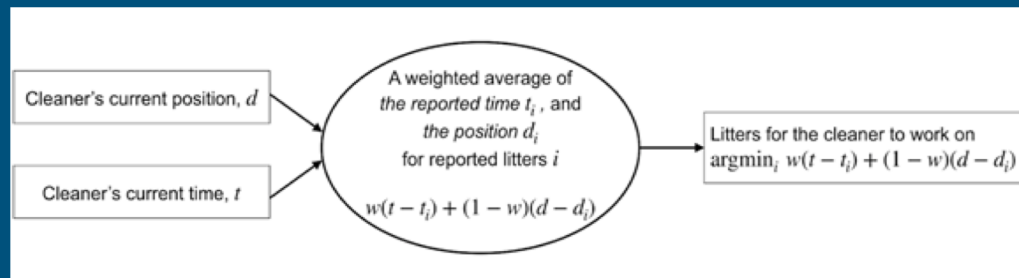 Cleaner's current position, d
Cleaner's current time, t
A weighted average of
the reported time tᵢ, and
the position dᵢ
for reported litters i
w(t − tᵢ) + (1 − w)(d − dᵢ)
Litters for the cleaner to work on
argminᵢ w(t − tᵢ) + (1 − w)(d − dᵢ)